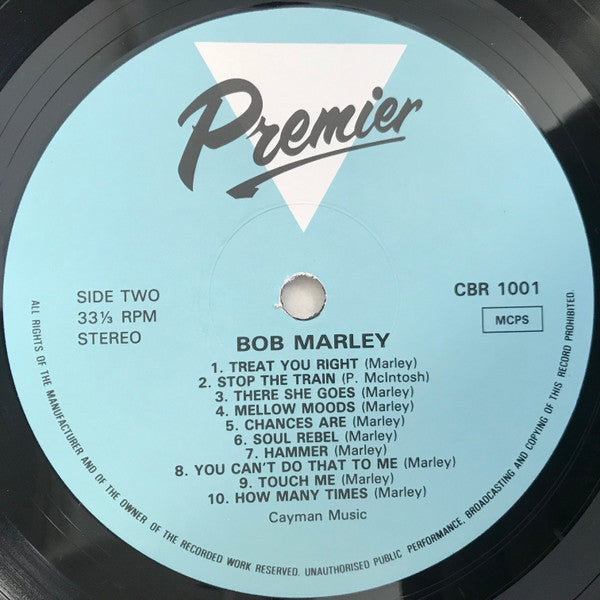 Premier
SIDE TWO
33⅓ RPM
STEREO
CBR 1001
MCPS
BOB MARLEY
1. TREAT YOU RIGHT (Marley)
2. STOP THE TRAIN (P. McIntosh)
3. THERE SHE GOES (Marley)
4. MELLOW MOODS (Marley)
5. CHANCES ARE (Marley)
6. SOUL REBEL (Marley)
7. HAMMER (Marley)
8. YOU CAN'T DO THAT TO ME (Marley)
9. TOUCH ME (Marley)
10. HOW MANY TIMES (Marley)
Cayman Music
ALL RIGHTS OF THE MANUFACTURER AND OF THE OWNER OF THE RECORDED WORK RESERVED. UNAUTHORISED PUBLIC PERFORMANCE, BROADCASTING AND COPYING OF THIS RECORD PROHIBITED.